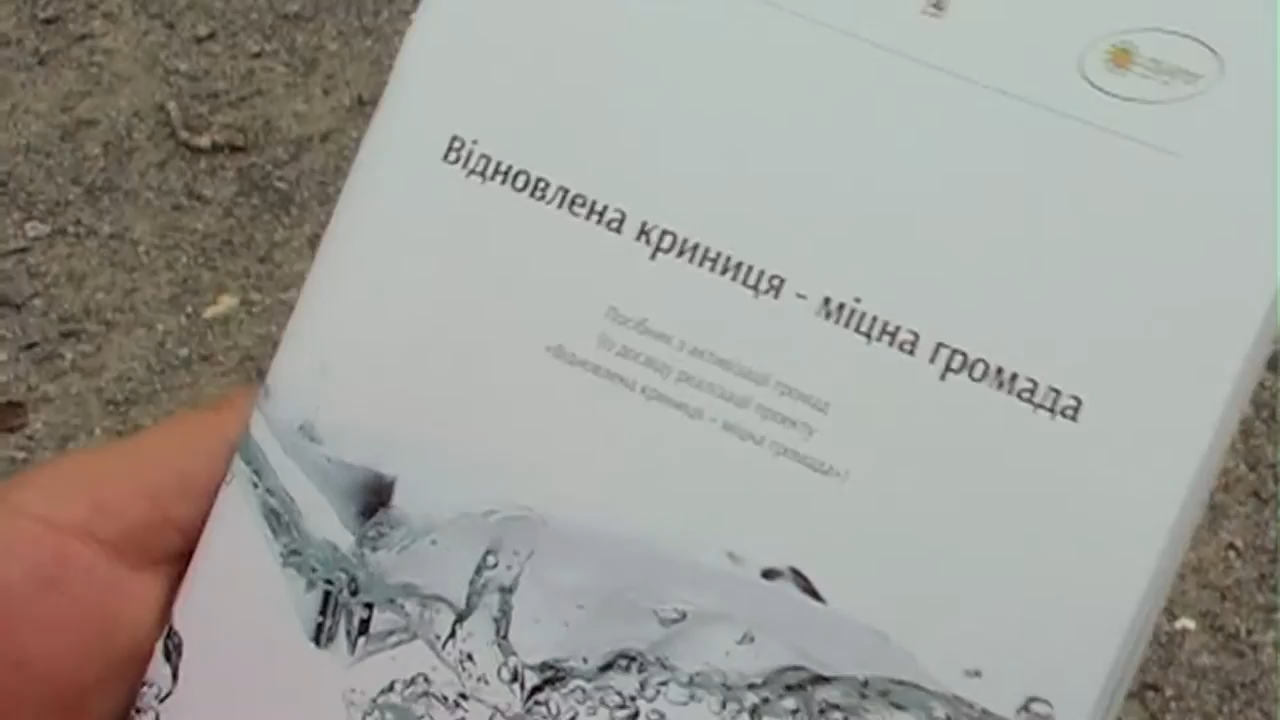 Відновлена криниця - міцна громада
Посібник з активізації громад
(із досвіду реалізації проекту
«Відновлена криниця - міцна громада»)